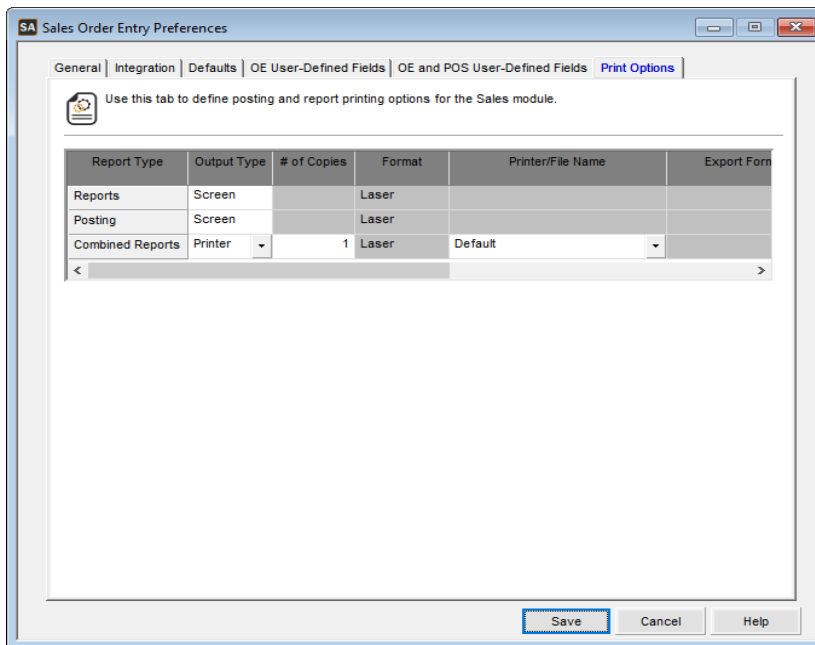 SA Sales Order Entry Preferences
General Integration Defaults OE User-Defined Fields OE and POS User-Defined Fields Print Options
Use this tab to define posting and report printing options for the Sales module.
Report Type Output Type # of Copies Format Printer/File Name Export Form
Reports Screen Laser
Posting Screen Laser
Combined Reports Printer 1 Laser Default
Save Cancel Help